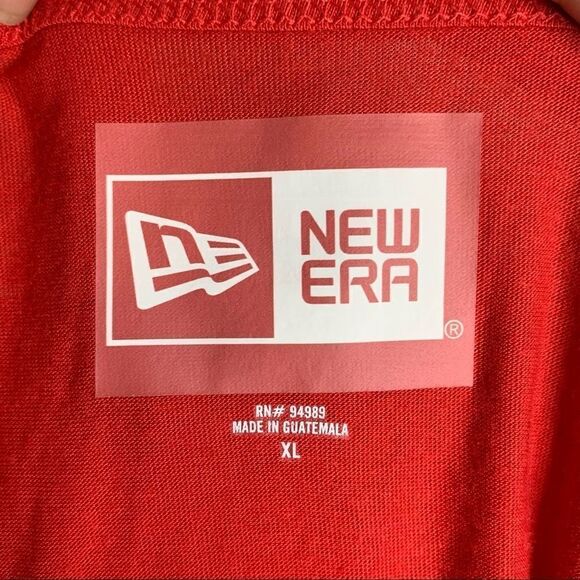 NEW
ERA
®
RN# 94989
MADE IN GUATEMALA
XL